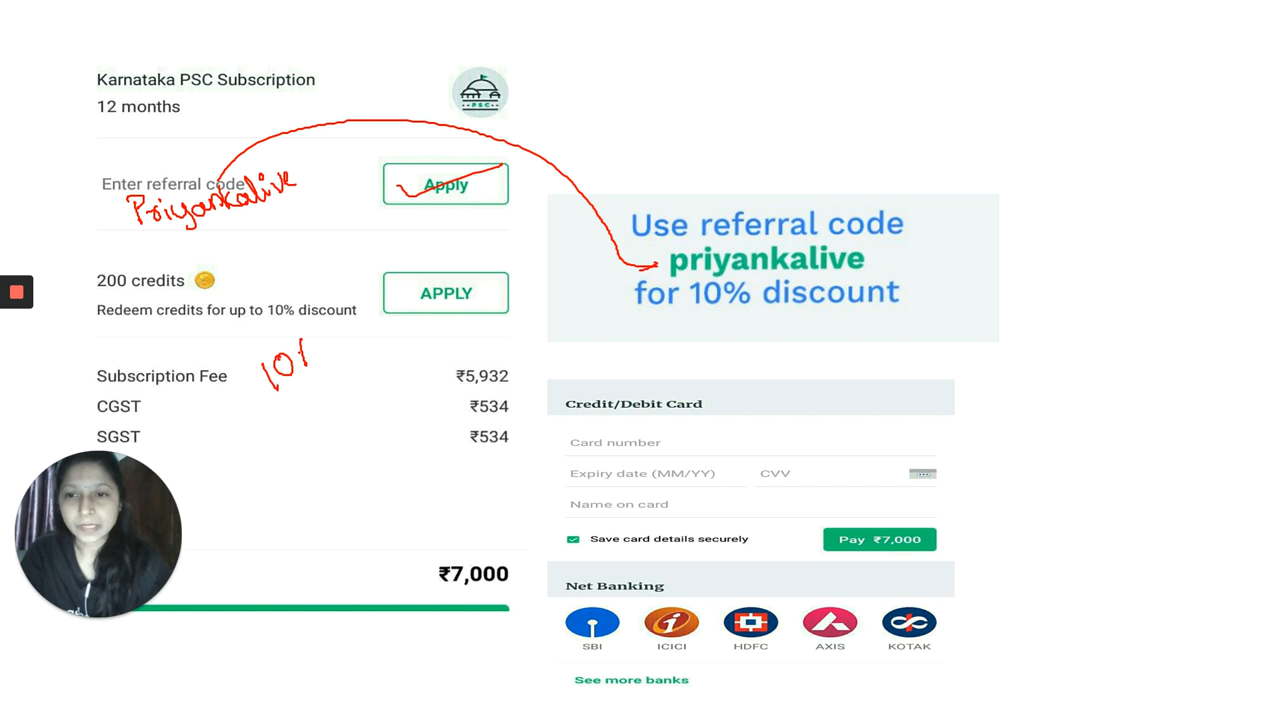 Karnataka PSC Subscription
12 months
PSC
Enter referral code
Apply
Priyankalive
200 credits
Redeem credits for up to 10% discount
APPLY
10%
Subscription Fee ₹5,932
CGST ₹534
SGST ₹534
₹7,000
Use referral code
priyankalive
for 10% discount
Credit/Debit Card
Card number
Expiry date (MM/YY) CVV
Name on card
Save card details securely
Pay ₹7,000
Net Banking
SBI ICICI HDFC AXIS KOTAK
See more banks